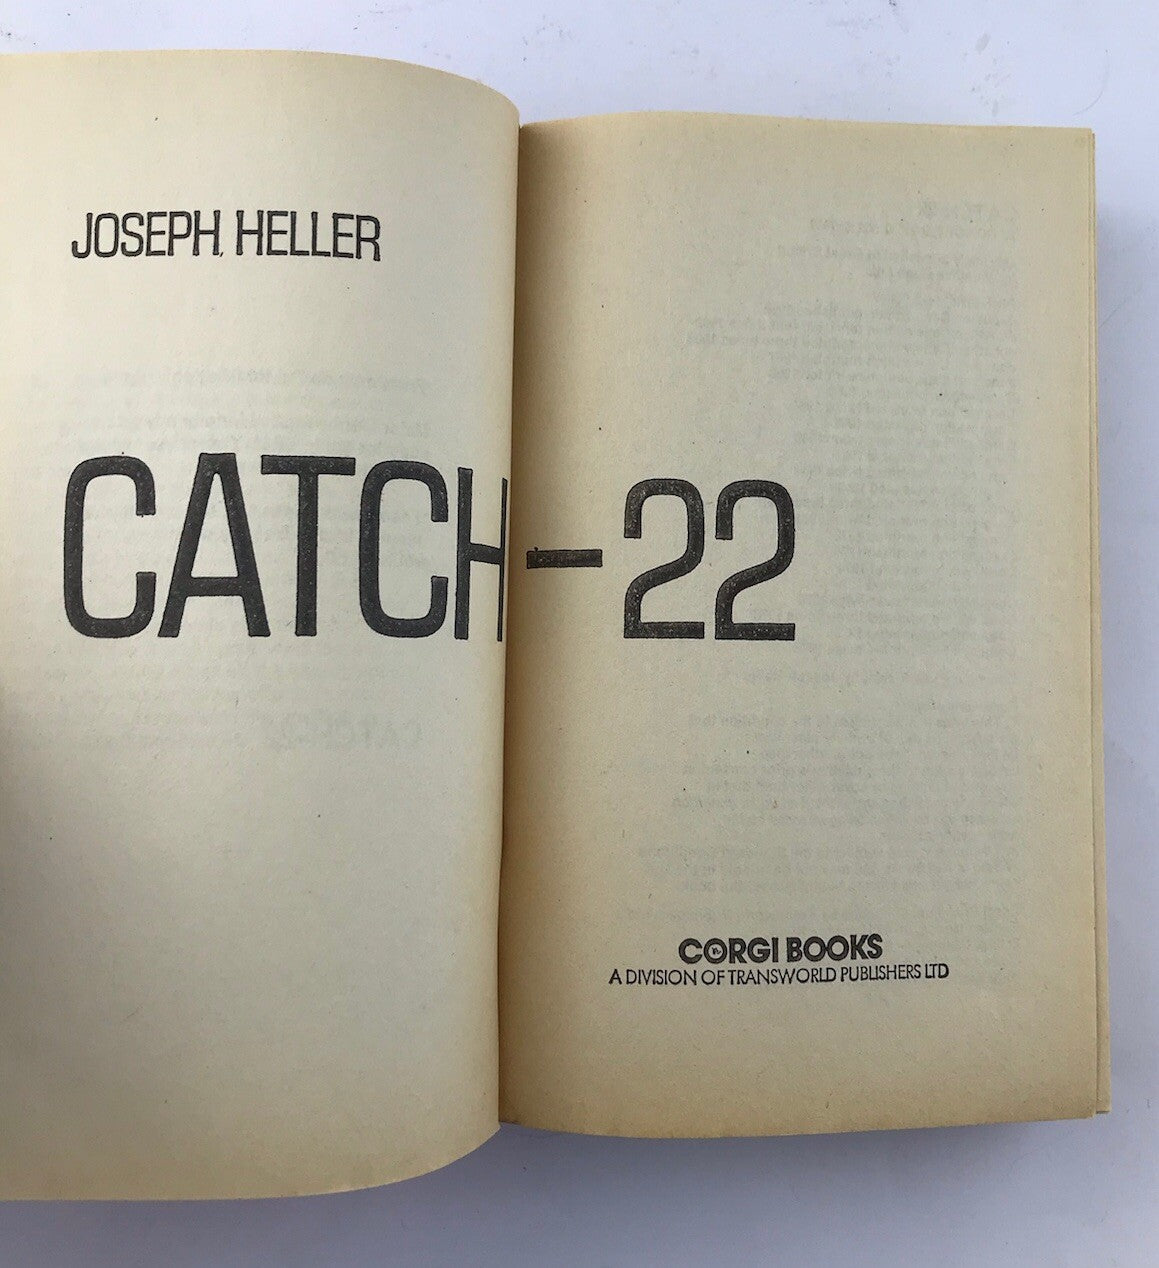 JOSEPH HELLER
CATCH-22
CORGI BOOKS
A DIVISION OF TRANSWORLD PUBLISHERS LTD